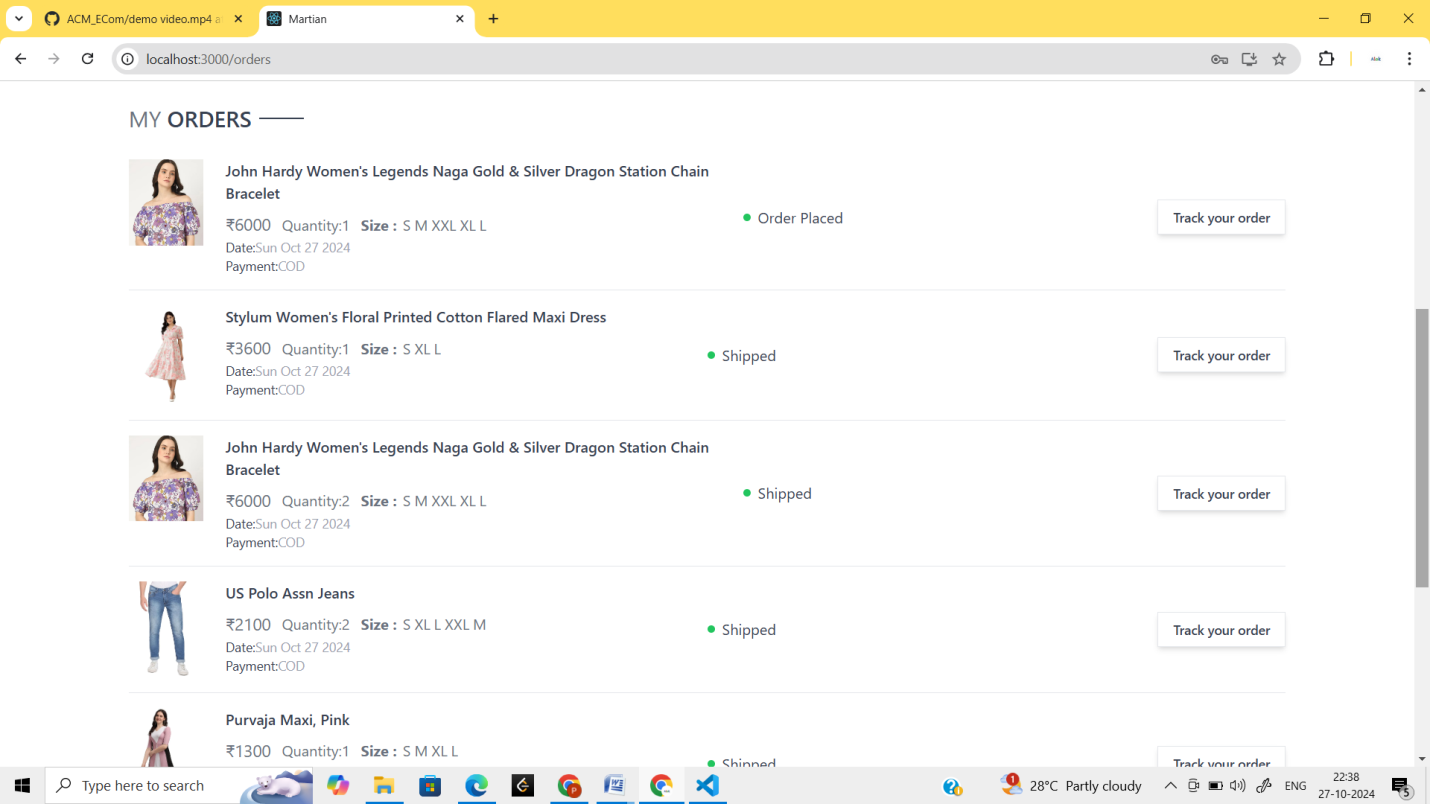 ACM_ECom/demo video.mp4 a
Martian
localhost:3000/orders
MY ORDERS
John Hardy Women's Legends Naga Gold & Silver Dragon Station Chain
Bracelet
₹6000 Quantity:1 Size : S M XXL XL L
Date:Sun Oct 27 2024
Payment:COD
Order Placed
Track your order
Stylum Women's Floral Printed Cotton Flared Maxi Dress
₹3600 Quantity:1 Size : S XL L
Date:Sun Oct 27 2024
Payment:COD
Shipped
Track your order
John Hardy Women's Legends Naga Gold & Silver Dragon Station Chain
Bracelet
₹6000 Quantity:2 Size : S M XXL XL L
Date:Sun Oct 27 2024
Payment:COD
Shipped
Track your order
US Polo Assn Jeans
₹2100 Quantity:2 Size : S XL L XXL M
Date:Sun Oct 27 2024
Payment:COD
Shipped
Track your order
Purvaja Maxi, Pink
₹1300 Quantity:1 Size : S M XL L
Shipped
Track your order
Type here to search
P
1
28°C Partly cloudy
ENG
22:38
27-10-2024
5